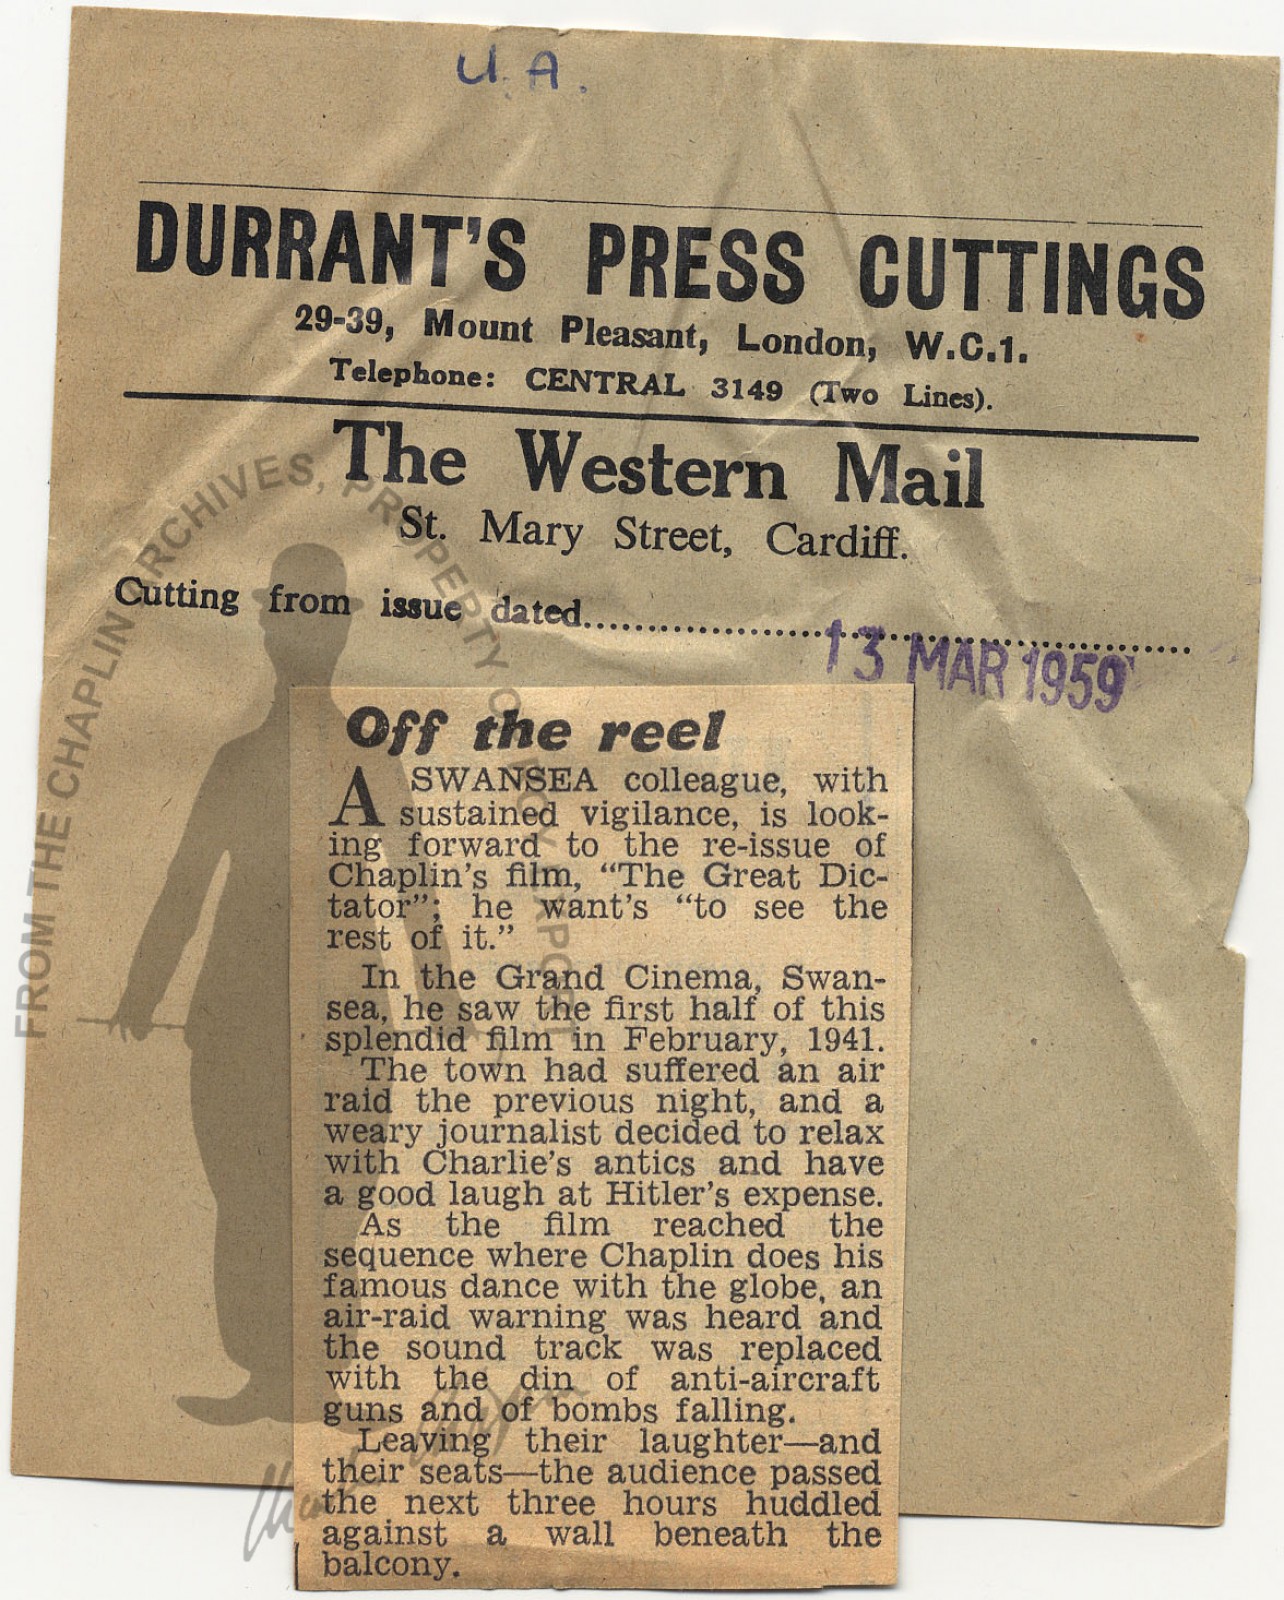 U.A.
DURRANT'S PRESS CUTTINGS
29-39, Mount Pleasant, London, W.C.1.
Telephone: CENTRAL 3149 (Two Lines).
The Western Mail
St. Mary Street, Cardiff.
Cutting from issue dated..........................................
13 MAR 1959
Off the reel
A SWANSEA colleague, with
sustained vigilance, is look-
ing forward to the re-issue of
Chaplin's film, “The Great Dic-
tator”; he want's “to see the
rest of it.”
In the Grand Cinema, Swan-
sea, he saw the first half of this
splendid film in February, 1941.
The town had suffered an air
raid the previous night, and a
weary journalist decided to relax
with Charlie's antics and have
a good laugh at Hitler's expense.
As the film reached the
sequence where Chaplin does his
famous dance with the globe, an
air-raid warning was heard and
the sound track was replaced
with the din of anti-aircraft
guns and of bombs falling.
Leaving their laughter—and
their seats—the audience passed
the next three hours huddled
against a wall beneath the
balcony.
FROM THE CHAPLIN ARCHIVES, PROPERTY OF ROY EXPORT